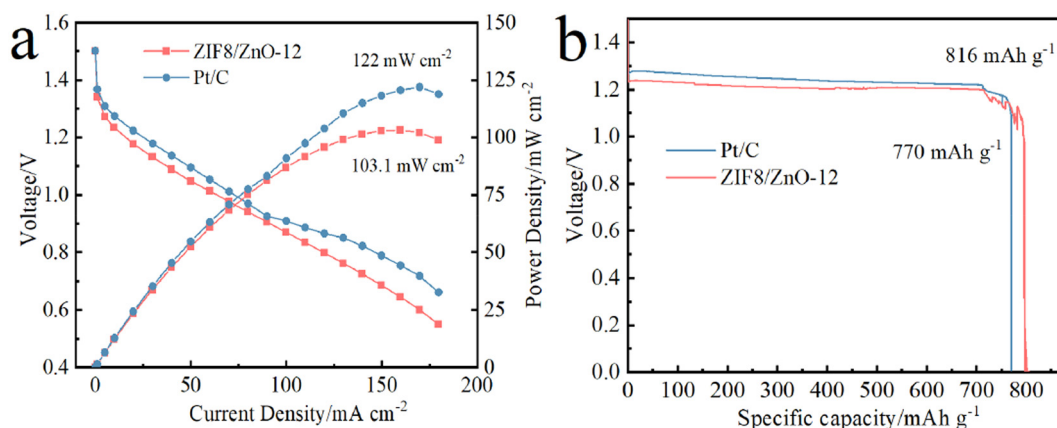 a
ZIF8/ZnO-12
Pt/C
122 mW cm⁻²
103.1 mW cm⁻²
Voltage/V
1.6
1.4
1.2
1.0
0.8
0.6
0.4
Power Density/mW cm⁻²
150
125
100
75
50
25
0
0
50
100
150
200
Current Density/mA cm⁻²
b
816 mAh g⁻¹
770 mAh g⁻¹
Pt/C
ZIF8/ZnO-12
Voltage/V
1.4
1.2
1.0
0.8
0.6
0.4
0.2
0.0
0
100
200
300
400
500
600
700
800
Specific capacity/mAh g⁻¹